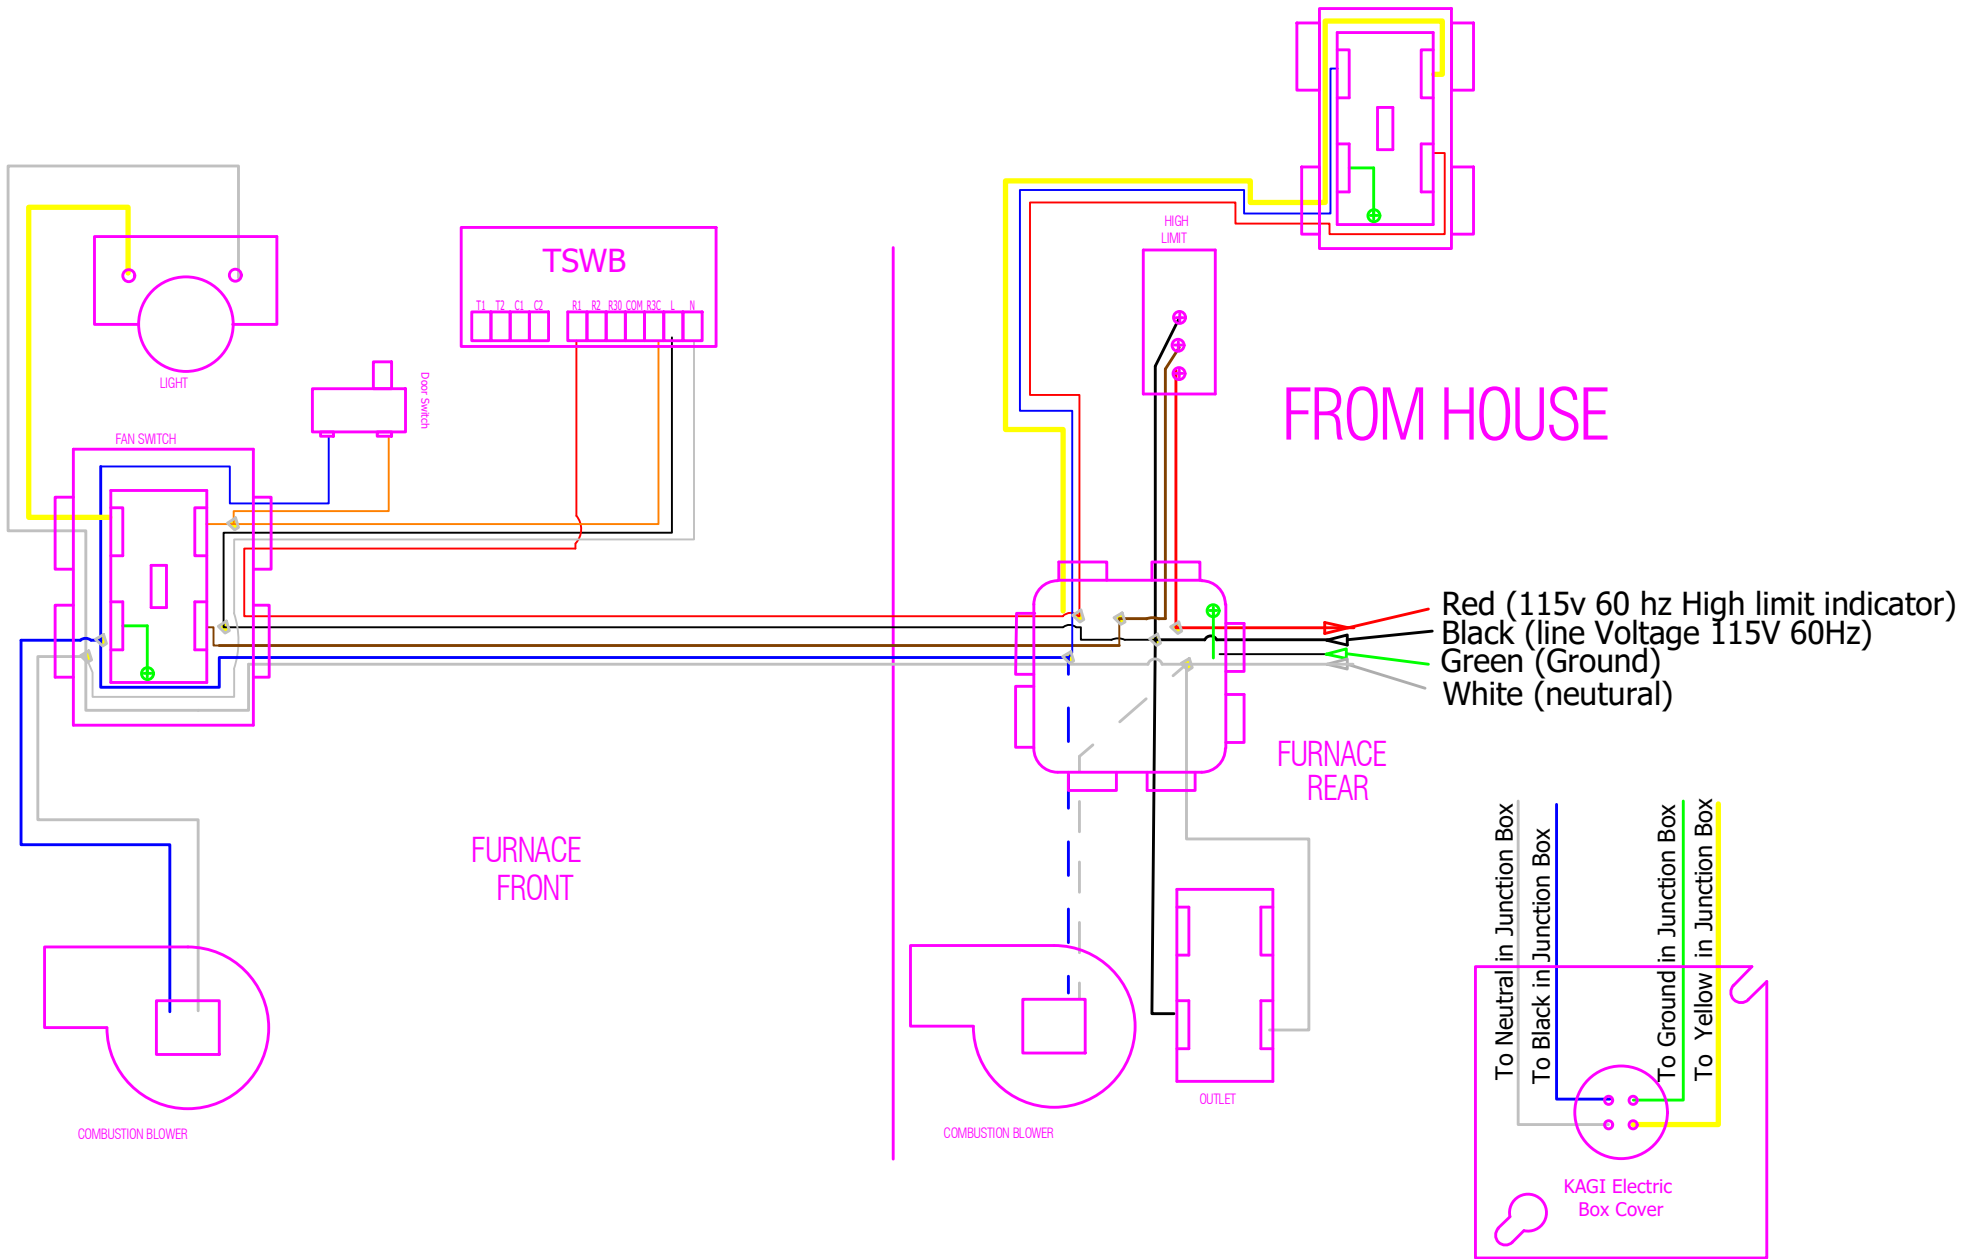 HIGH
LIMIT
TSWB
T1 T2 C1 C2 R1 R2 R30 COM R3C L N
LIGHT
Door Switch
FAN SWITCH
FROM HOUSE
Red (115v 60 hz High limit indicator)
Black (line Voltage 115V 60Hz)
Green (Ground)
White (neutural)
FURNACE
REAR
FURNACE
FRONT
To Neutral in Junction Box
To Black in Junction Box
To Ground in Junction Box
To Yellow in Junction Box
OUTLET
COMBUSTION BLOWER
COMBUSTION BLOWER
KAGI Electric
Box Cover